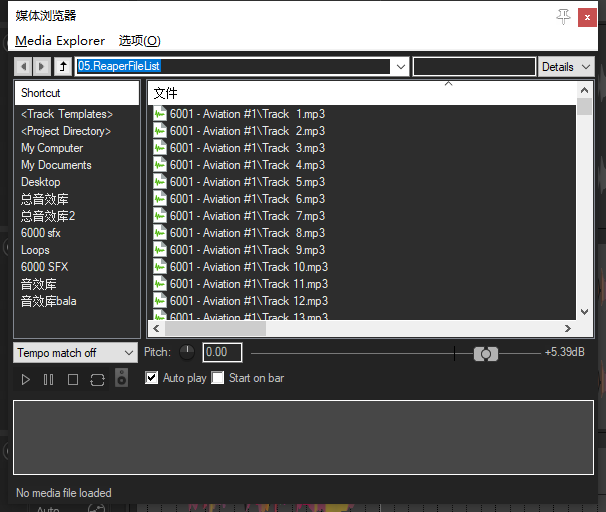 媒体浏览器
Media Explorer 选项(O)
05.ReaperFileList Details
Shortcut
<Track Templates>
<Project Directory>
My Computer
My Documents
Desktop
总音效库
总音效库2
6000 sfx
Loops
6000 SFX
音效库
音效库bala
文件
6001 - Aviation #1\Track 1.mp3
6001 - Aviation #1\Track 2.mp3
6001 - Aviation #1\Track 3.mp3
6001 - Aviation #1\Track 4.mp3
6001 - Aviation #1\Track 5.mp3
6001 - Aviation #1\Track 6.mp3
6001 - Aviation #1\Track 7.mp3
6001 - Aviation #1\Track 8.mp3
6001 - Aviation #1\Track 9.mp3
6001 - Aviation #1\Track 10.mp3
6001 - Aviation #1\Track 11.mp3
6001 - Aviation #1\Track 12.mp3
6001 - Aviation #1\Track 13.mp3
Tempo match off Pitch: 0.00 +5.39dB
Auto play Start on bar
No media file loaded
Auto